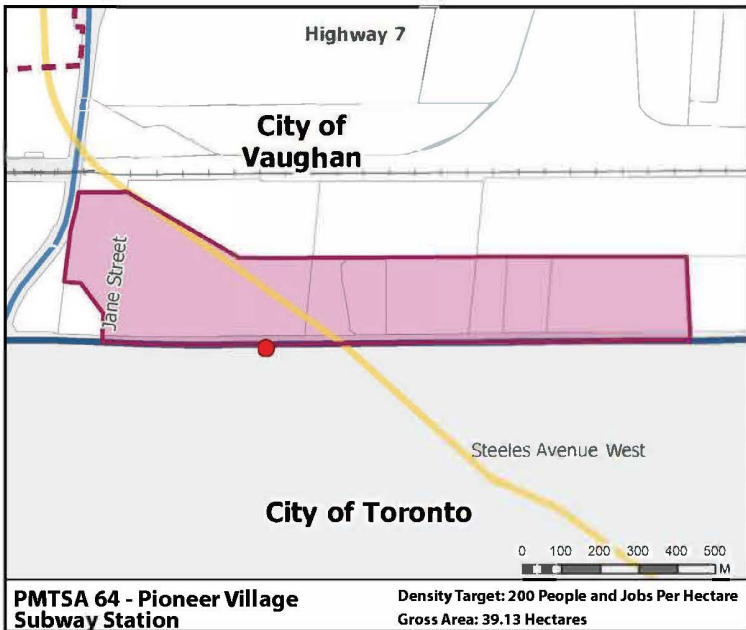 Highway 7
City of
Vaughan
Jane Street
Steeles Avenue West
City of Toronto
0 100 200 300 400 500
M
PMTSA 64 - Pioneer Village
Subway Station
Density Target: 200 People and Jobs Per Hectare
Gross Area: 39.13 Hectares